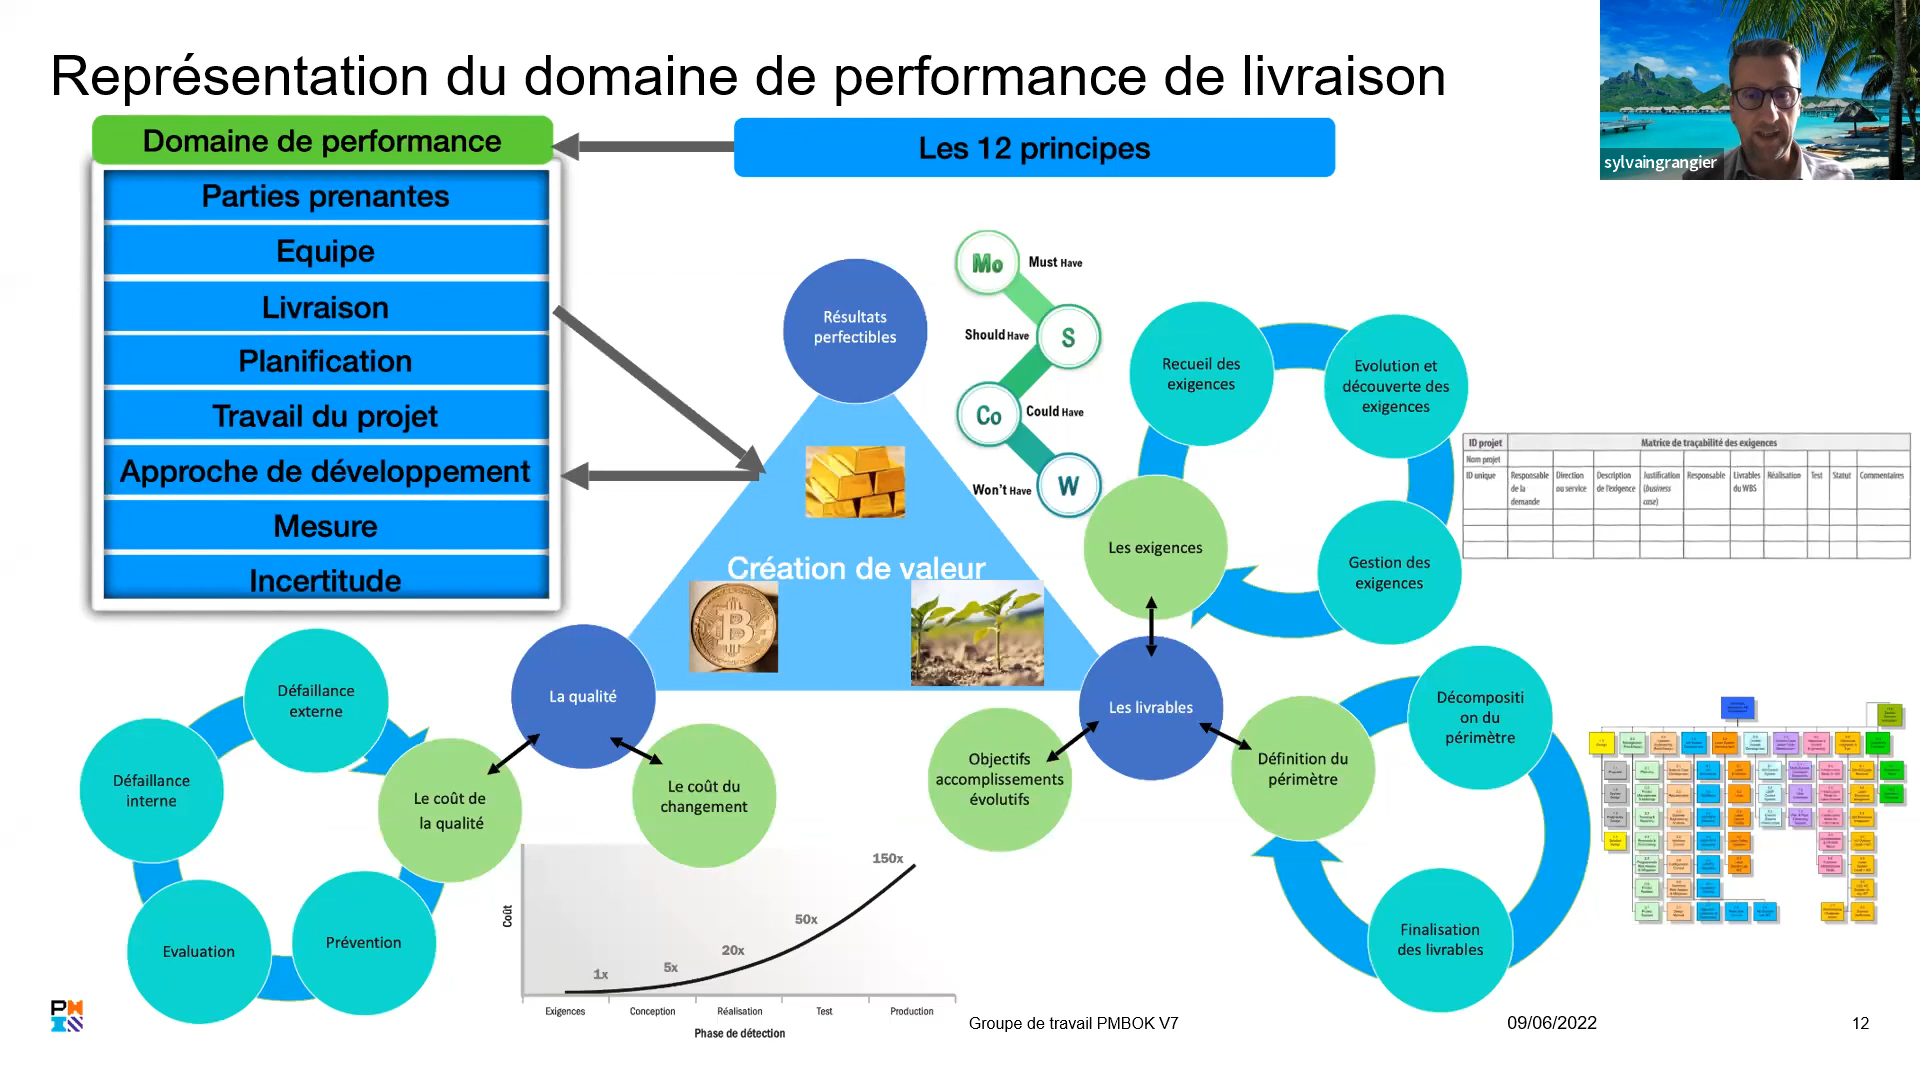 Représentation du domaine de performance de livraison
sylvaingrangier
Domaine de performance
Les 12 principes
Parties prenantes
Equipe
Livraison
Planification
Travail du projet
Approche de développement
Mesure
Incertitude
Résultats
perfectibles
Mo
Must Have
Should Have
S
Co
Could Have
Won't Have
W
Création de valeur
Recueil des
exigences
Evolution et
découverte des
exigences
Les exigences
Gestion des
exigences
ID projet
Matrice de traçabilité des exigences
Nom projet
ID unique
Responsable
de la
demande
Direction
ou service
Description
de l'exigence
Justification
(business
case)
Responsable
Livrables
du WBS
Réalisation
Test
Statut
Commentaires
Défaillance
externe
Défaillance
interne
Evaluation
Prévention
Le coût de
la qualité
La qualité
Le coût du
changement
Objectifs
accomplissements
évolutifs
Les livrables
Définition du
périmètre
Décompositi
on du
périmètre
Finalisation
des livrables
Coût
1x
5x
20x
50x
150x
Exigences
Conception
Réalisation
Test
Production
Phase de détection
Groupe de travail PMBOK V7
09/06/2022
12